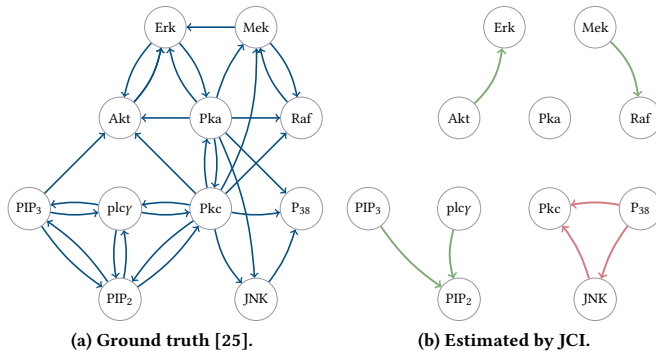 Erk Mek Erk Mek
Akt Pka Raf Akt Pka Raf
PIP3 plcγ Pkc P38 PIP3 plcγ Pkc P38
PIP2 JNK PIP2 JNK
(a) Ground truth [25]. (b) Estimated by JCI.